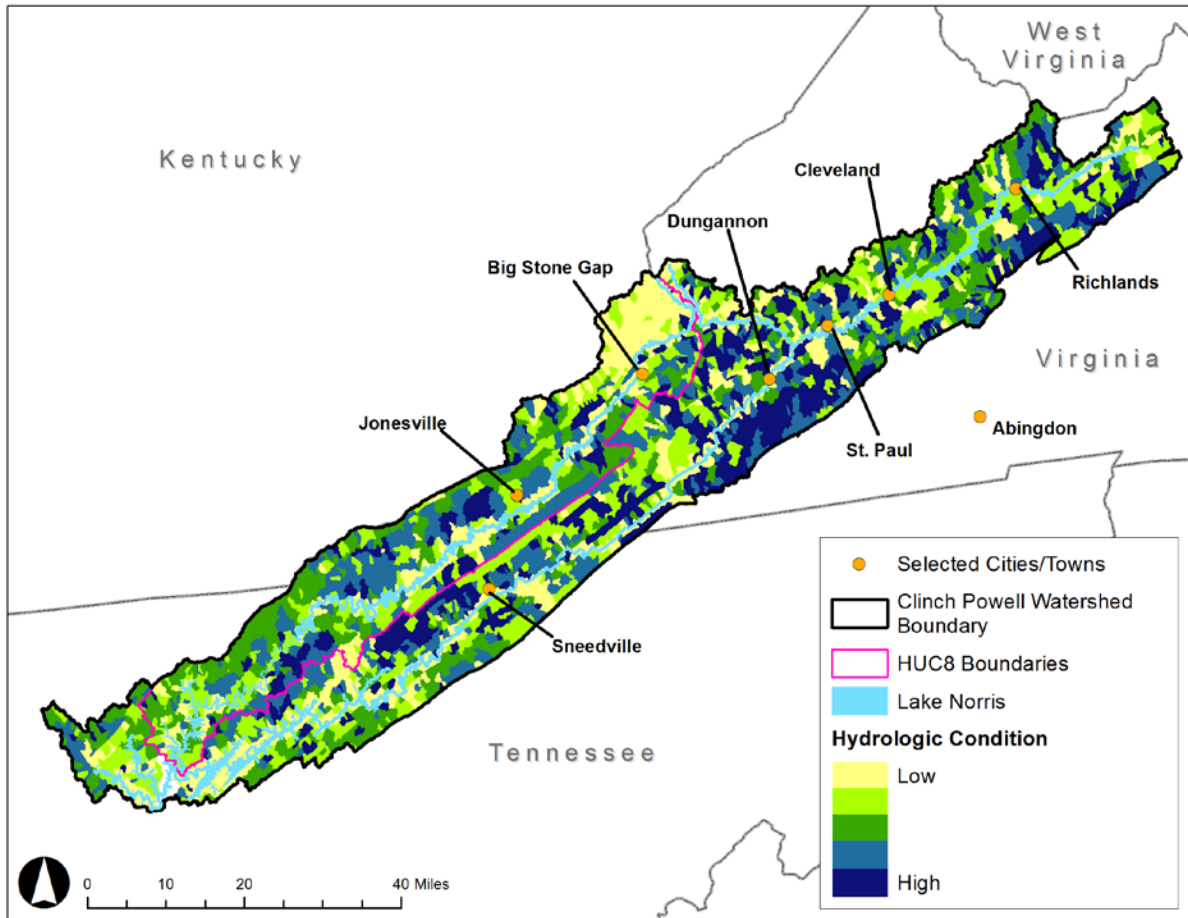 West
Virginia
Kentucky
Cleveland
Dungannon
Big Stone Gap
Richlands
Virginia
Jonesville
Abingdon
St. Paul
Sneedville
Tennessee
Selected Cities/Towns
Clinch Powell Watershed
Boundary
HUC8 Boundaries
Lake Norris
Hydrologic Condition
Low
High
0 10 20 40 Miles